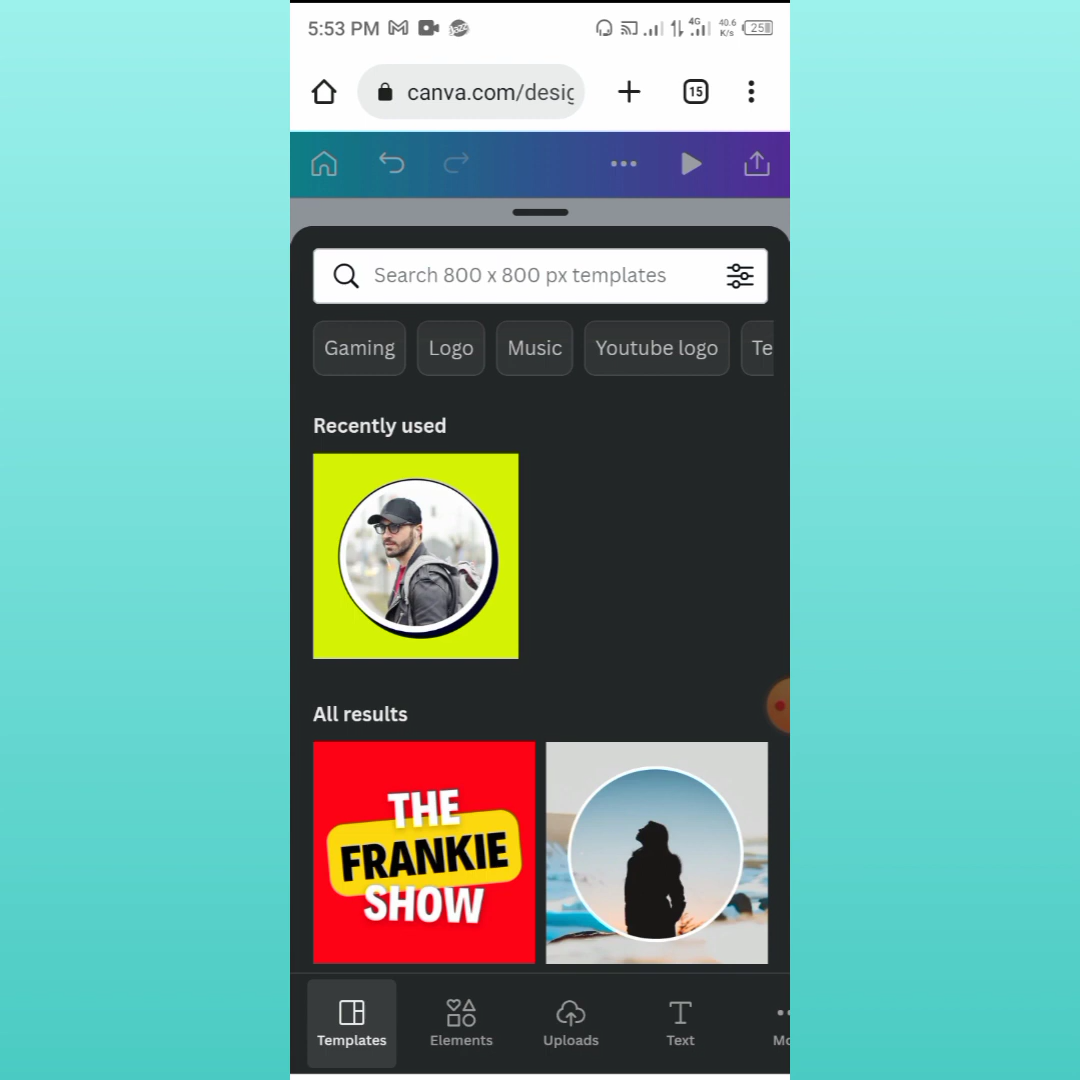 5:53 PM
4G
40.6
K/s
25
canva.com/desig
15
Search 800 x 800 px templates
Gaming
Logo
Music
Youtube logo
Te
Recently used
All results
THE
FRANKIE
SHOW
Templates
Elements
Uploads
Text
Mo